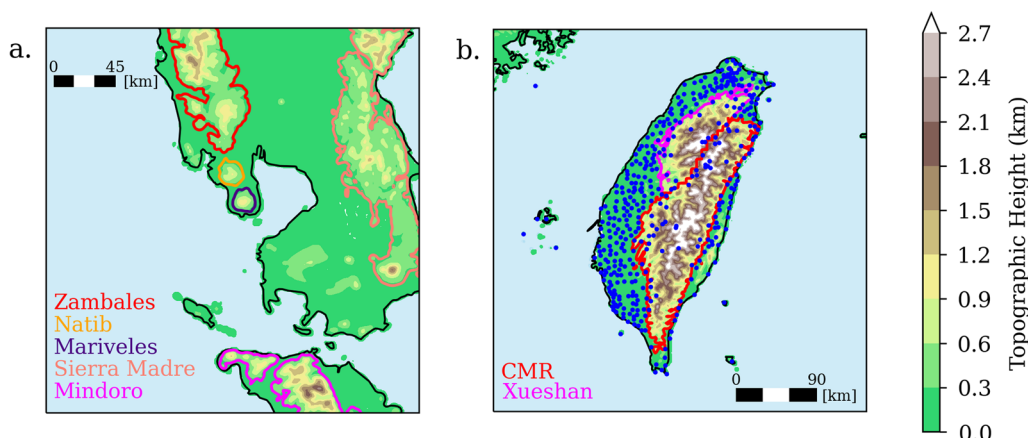 a.
0 45
[km]
Zambales
Natib
Mariveles
Sierra Madre
Mindoro
b.
CMR
Xueshan
0 90
[km]
2.7
2.4
2.1
1.8
1.5
1.2
0.9
0.6
0.3
0.0
Topographic Height (km)